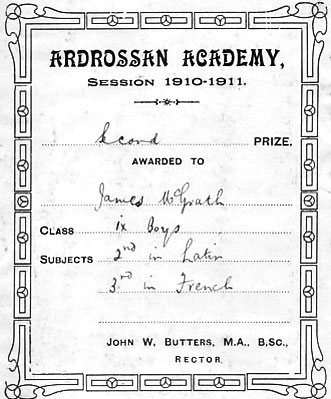 ARDROSSAN ACADEMY,
SESSION 1910-1911.
Second PRIZE,
AWARDED TO
James McGrath
CLASS ix Boys
SUBJECTS 2nd in Latin
3rd in French
JOHN W. BUTTERS, M.A., B,SC.,
RECTOR.